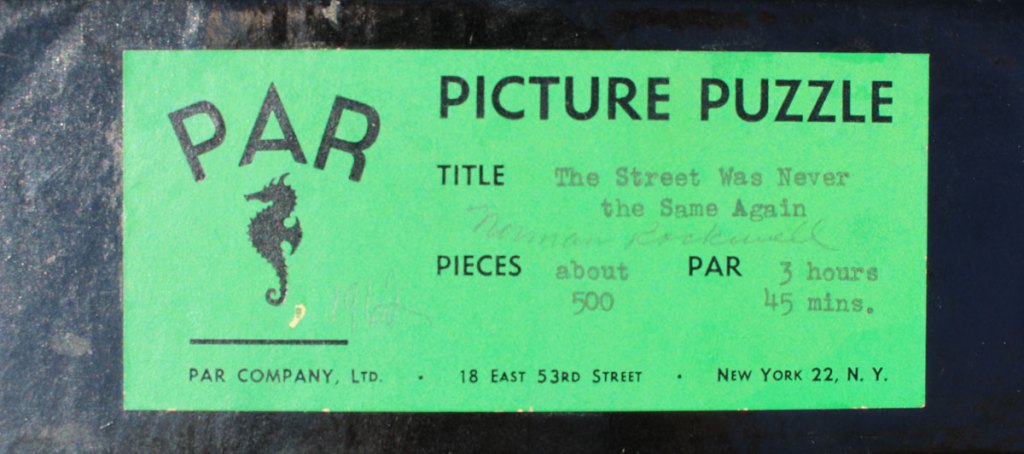 PAR
PICTURE PUZZLE
TITLE The Street Was Never
the Same Again
Norman Rockwell
PIECES about 500
PAR 3 hours
45 mins.
PAR COMPANY, LTD. · 18 EAST 53RD STREET · NEW YORK 22, N. Y.